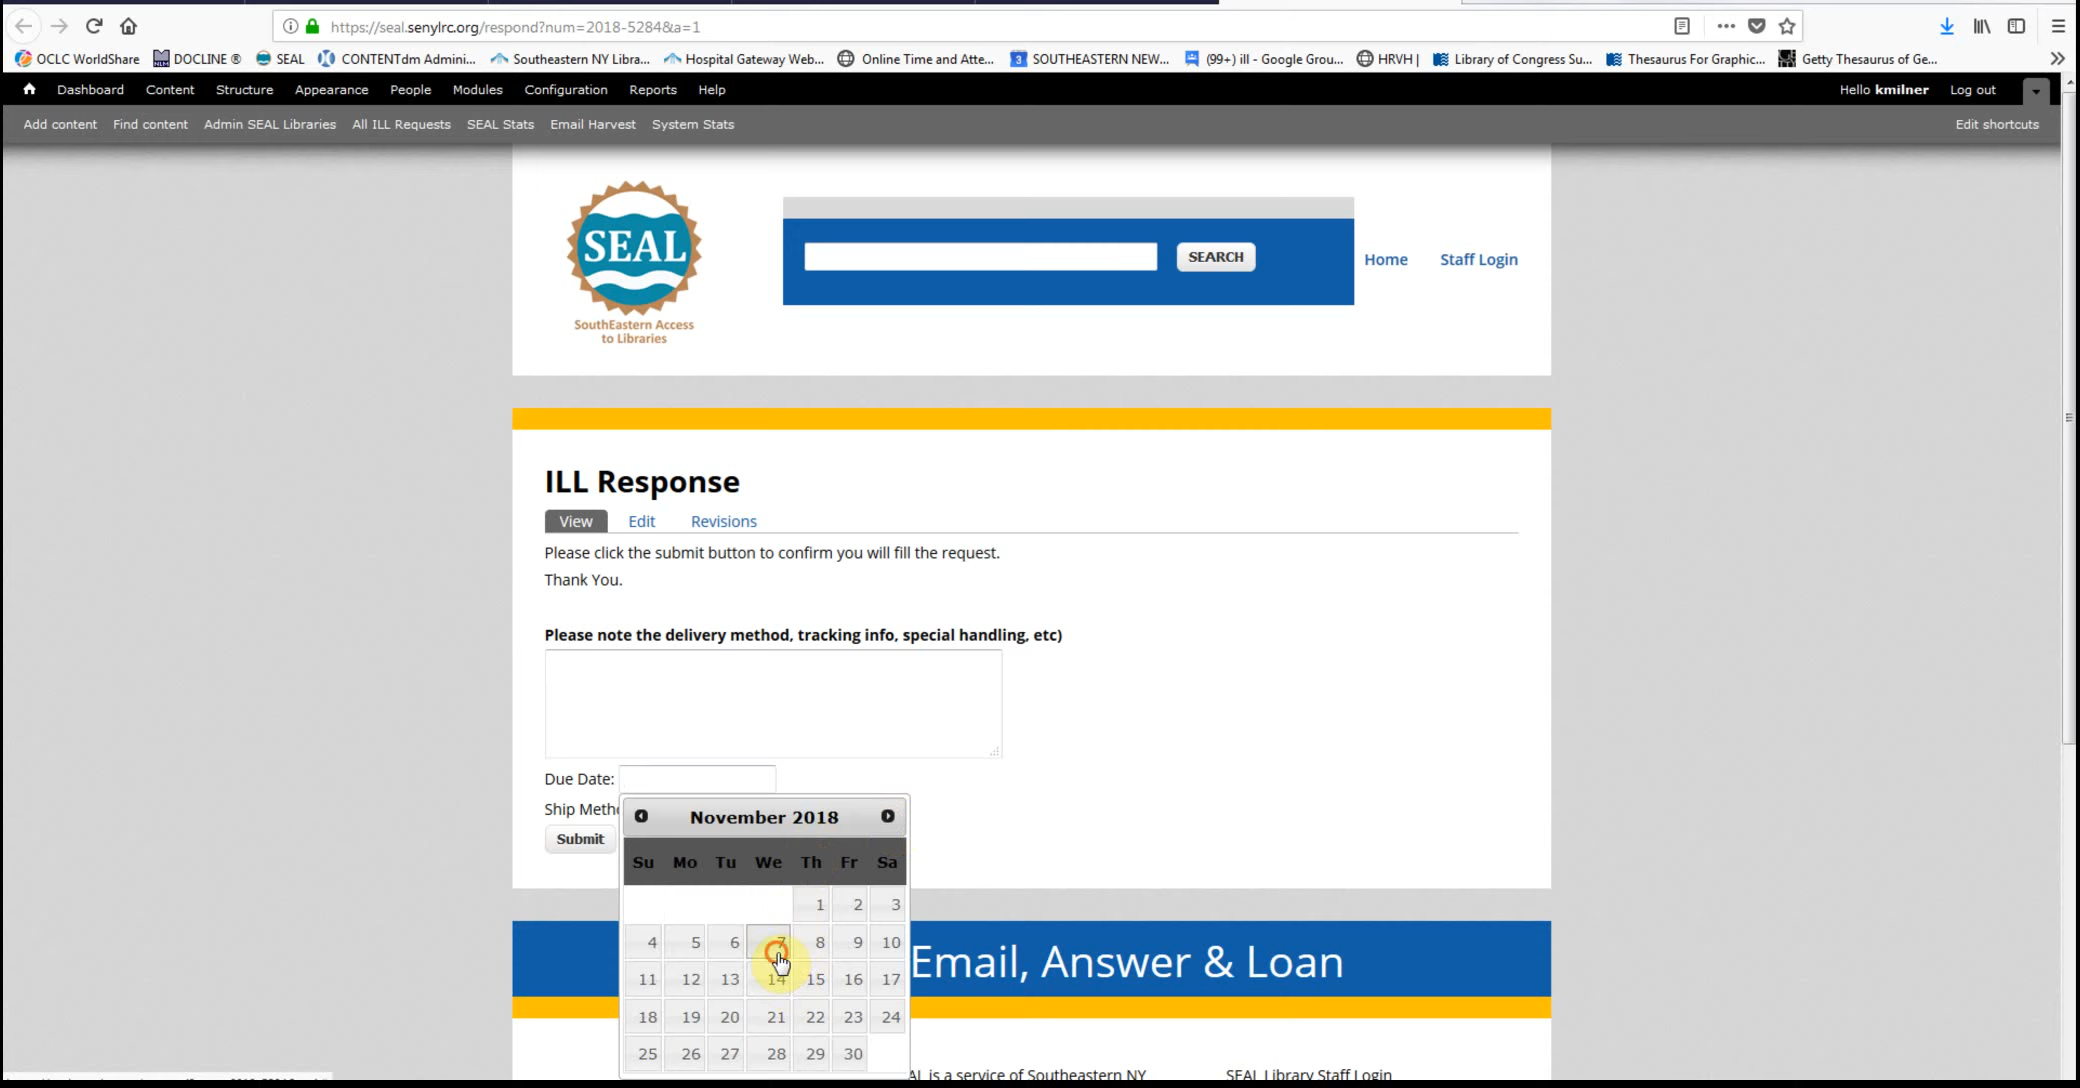 https://seal.senylrc.org/respond?num=2018-5284&a=1
OCLC WorldShare DOCLINE ® SEAL CONTENTdm Admini... Southeastern NY Libra... Hospital Gateway Web... Online Time and Atte... SOUTHEASTERN NEW... (99+) ill - Google Grou... HRVH | Library of Congress Su... Thesaurus For Graphic... Getty Thesaurus of Ge...
Dashboard Content Structure Appearance People Modules Configuration Reports Help Hello kmilner Log out
Add content Find content Admin SEAL Libraries All ILL Requests SEAL Stats Email Harvest System Stats Edit shortcuts
SEAL
SouthEastern Access
to Libraries
SEARCH
Home Staff Login
ILL Response
View Edit Revisions
Please click the submit button to confirm you will fill the request.
Thank You.
Please note the delivery method, tracking info, special handling, etc)
Due Date:
Ship Meth
Submit
November 2018
Su Mo Tu We Th Fr Sa
1 2 3
4 5 6 7 8 9 10
11 12 13 14 15 16 17
18 19 20 21 22 23 24
25 26 27 28 29 30
Email, Answer & Loan
is a service of Southeastern NY
SEAL Library Staff Login